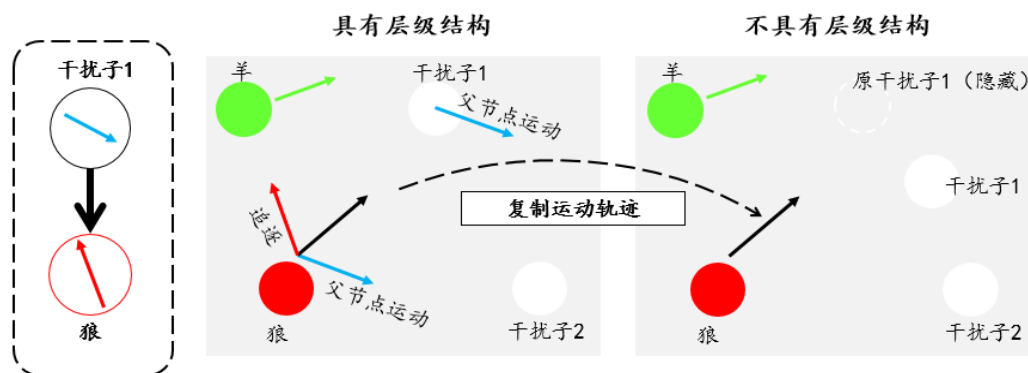 干扰子1
狼
具有层级结构
羊
干扰子1
父节点运动
追逐
复制运动轨迹
父节点运动
狼
干扰子2
不具有层级结构
羊
原干扰子1（隐藏）
干扰子1
狼
干扰子2